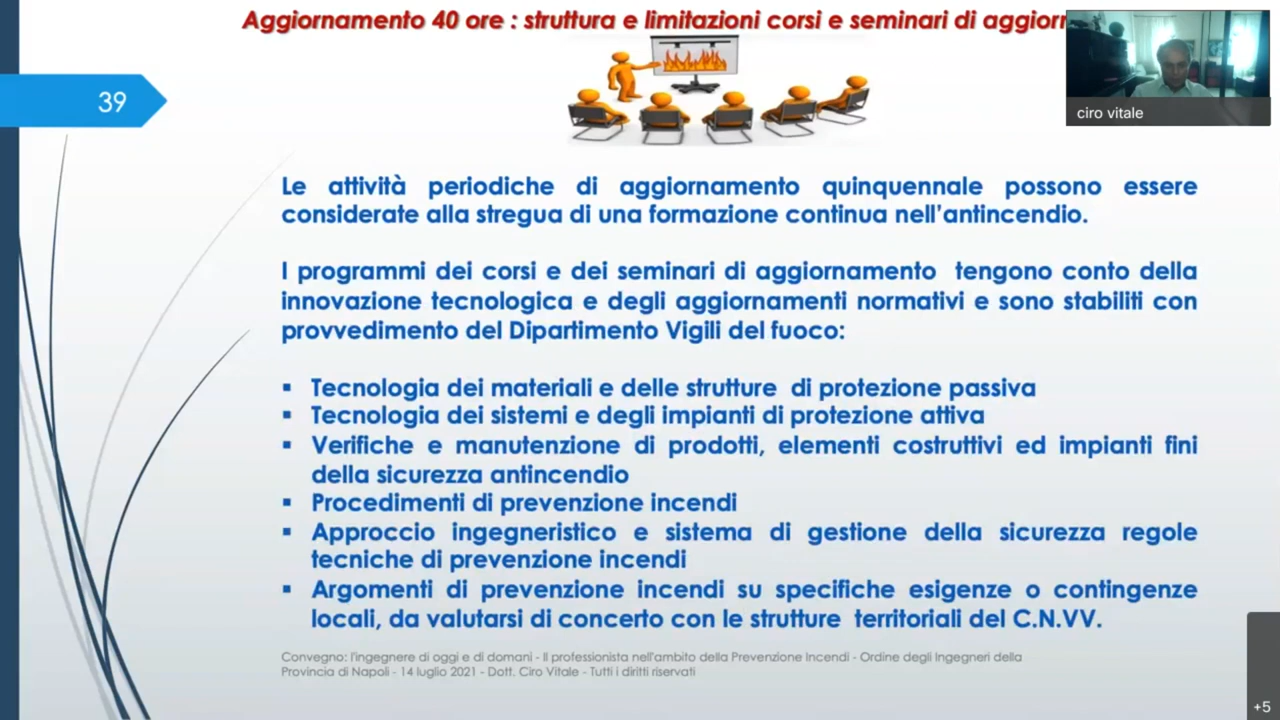 Aggiornamento 40 ore : struttura e limitazioni corsi e seminari di aggiorn
39
ciro vitale
Le attività periodiche di aggiornamento quinquennale possono essere
considerate alla stregua di una formazione continua nell'antincendio.
I programmi dei corsi e dei seminari di aggiornamento tengono conto della
innovazione tecnologica e degli aggiornamenti normativi e sono stabiliti con
provvedimento del Dipartimento Vigili del fuoco:
▪ Tecnologia dei materiali e delle strutture di protezione passiva
▪ Tecnologia dei sistemi e degli impianti di protezione attiva
▪ Verifiche e manutenzione di prodotti, elementi costruttivi ed impianti fini
della sicurezza antincendio
▪ Procedimenti di prevenzione incendi
▪ Approccio ingegneristico e sistema di gestione della sicurezza regole
tecniche di prevenzione incendi
▪ Argomenti di prevenzione incendi su specifiche esigenze o contingenze
locali, da valutarsi di concerto con le strutture territoriali del C.N.VV.
Convegno: l'ingegnere di oggi e di domani - Il professionista nell'ambito della Prevenzione Incendi - Ordine degli Ingegneri della
Provincia di Napoli - 14 luglio 2021 - Dott. Ciro Vitale - Tutti i diritti riservati
+5